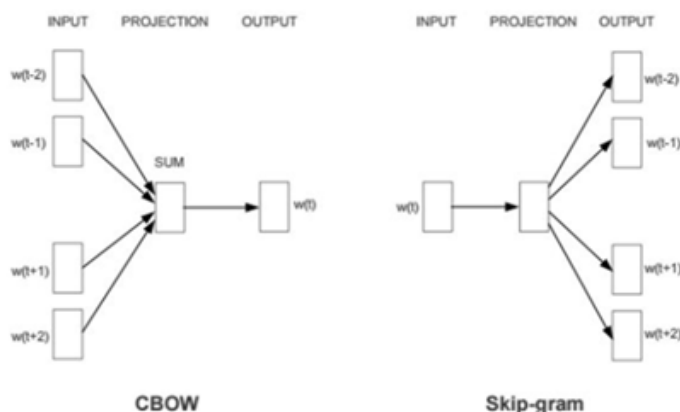 INPUT PROJECTION OUTPUT INPUT PROJECTION OUTPUT
w(t-2) w(t-2)
w(t-1) w(t-1)
SUM
w(t) w(t)
w(t+1) w(t+1)
w(t+2) w(t+2)
CBOW Skip-gram